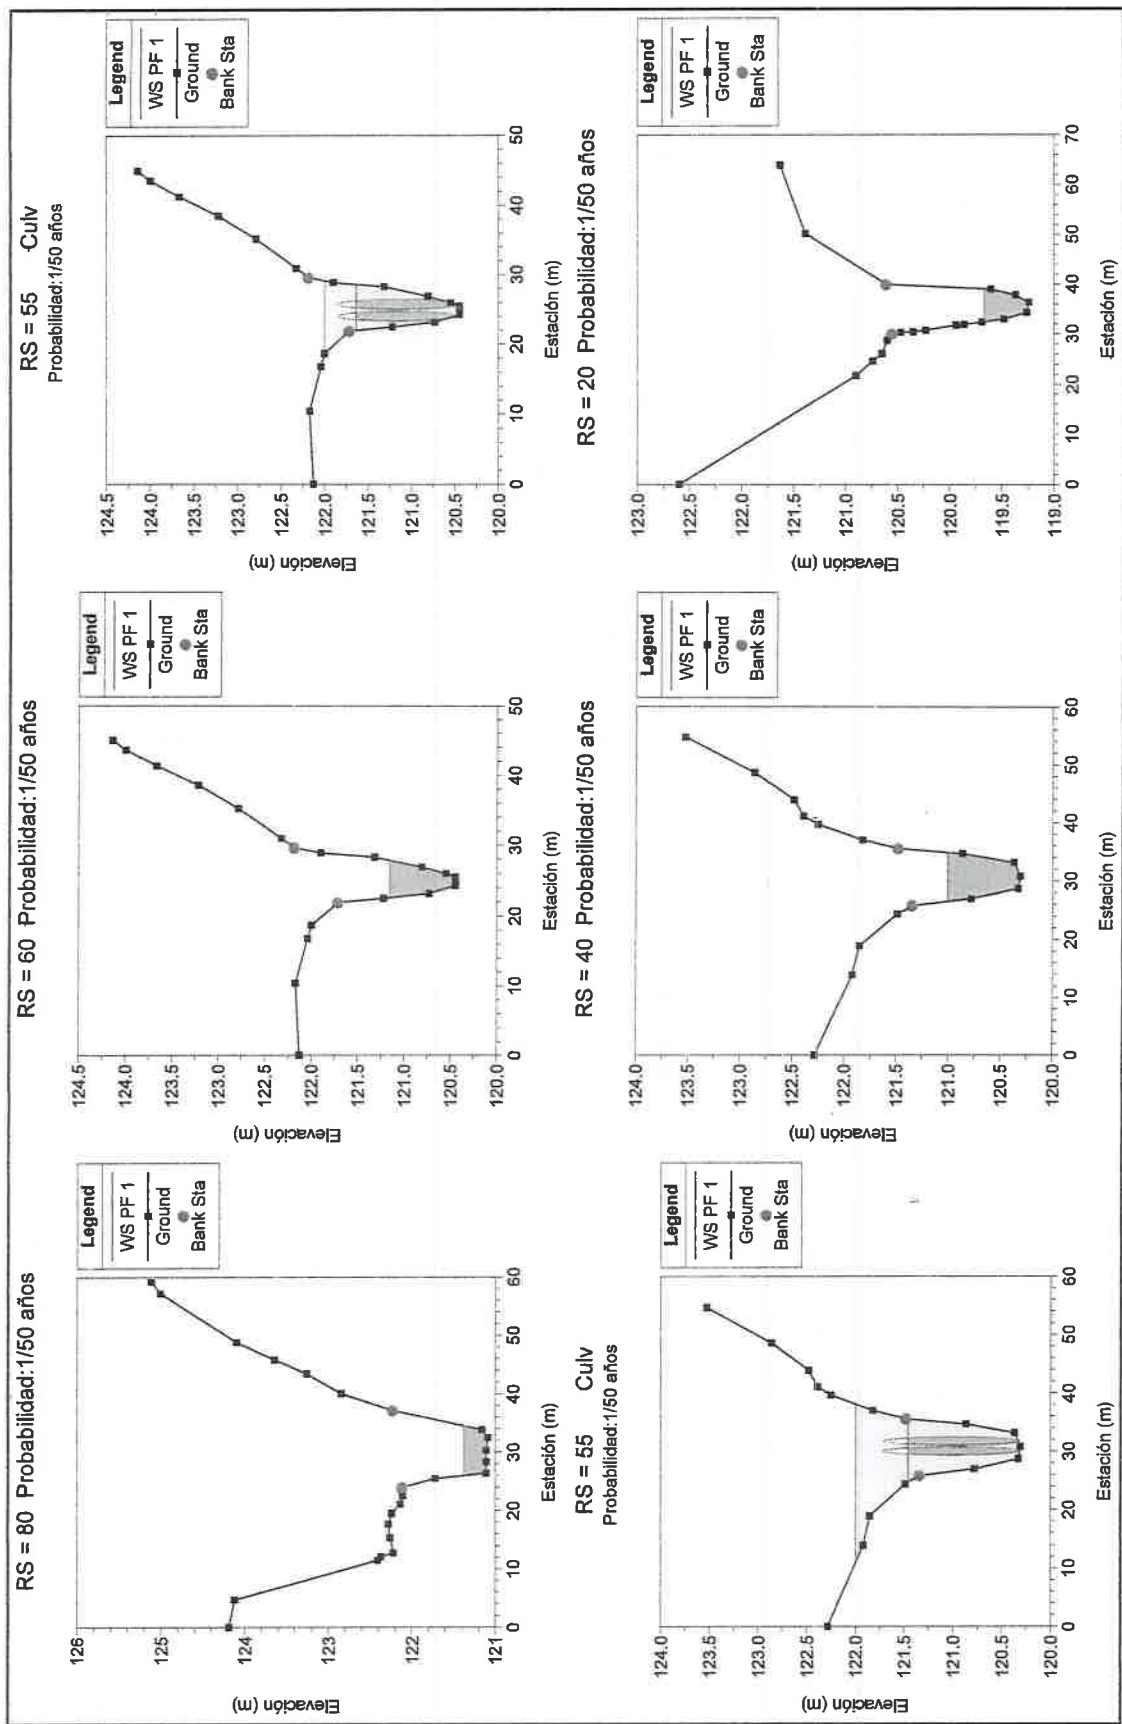 RS = 80 Probabilidad:1/50 años
Elevación (m)
126
125
124
123
122
121
0 10 20 30 40 50 60
Estación (m)
Legend
WS PF 1
Ground
Bank Sta
RS = 60 Probabilidad:1/50 años
Elevación (m)
124.5
124.0
123.5
123.0
122.5
122.0
121.5
121.0
120.5
120.0
0 10 20 30 40 50
Estación (m)
Legend
WS PF 1
Ground
Bank Sta
RS = 55 Culv
Probabilidad:1/50 años
Elevación (m)
124.5
124.0
123.5
123.0
122.5
122.0
121.5
121.0
120.5
120.0
0 10 20 30 40 50
Estación (m)
Legend
WS PF 1
Ground
Bank Sta
RS = 55 Culv
Probabilidad:1/50 años
Elevación (m)
124.0
123.5
123.0
122.5
122.0
121.5
121.0
120.5
120.0
0 10 20 30 40 50 60
Estación (m)
Legend
WS PF 1
Ground
Bank Sta
RS = 40 Probabilidad:1/50 años
Elevación (m)
124.0
123.5
123.0
122.5
122.0
121.5
121.0
120.5
120.0
0 10 20 30 40 50 60
Estación (m)
Legend
WS PF 1
Ground
Bank Sta
RS = 20 Probabilidad:1/50 años
Elevación (m)
123.0
122.5
122.0
121.5
121.0
120.5
120.0
119.5
119.0
0 10 20 30 40 50 60 70
Estación (m)
Legend
WS PF 1
Ground
Bank Sta